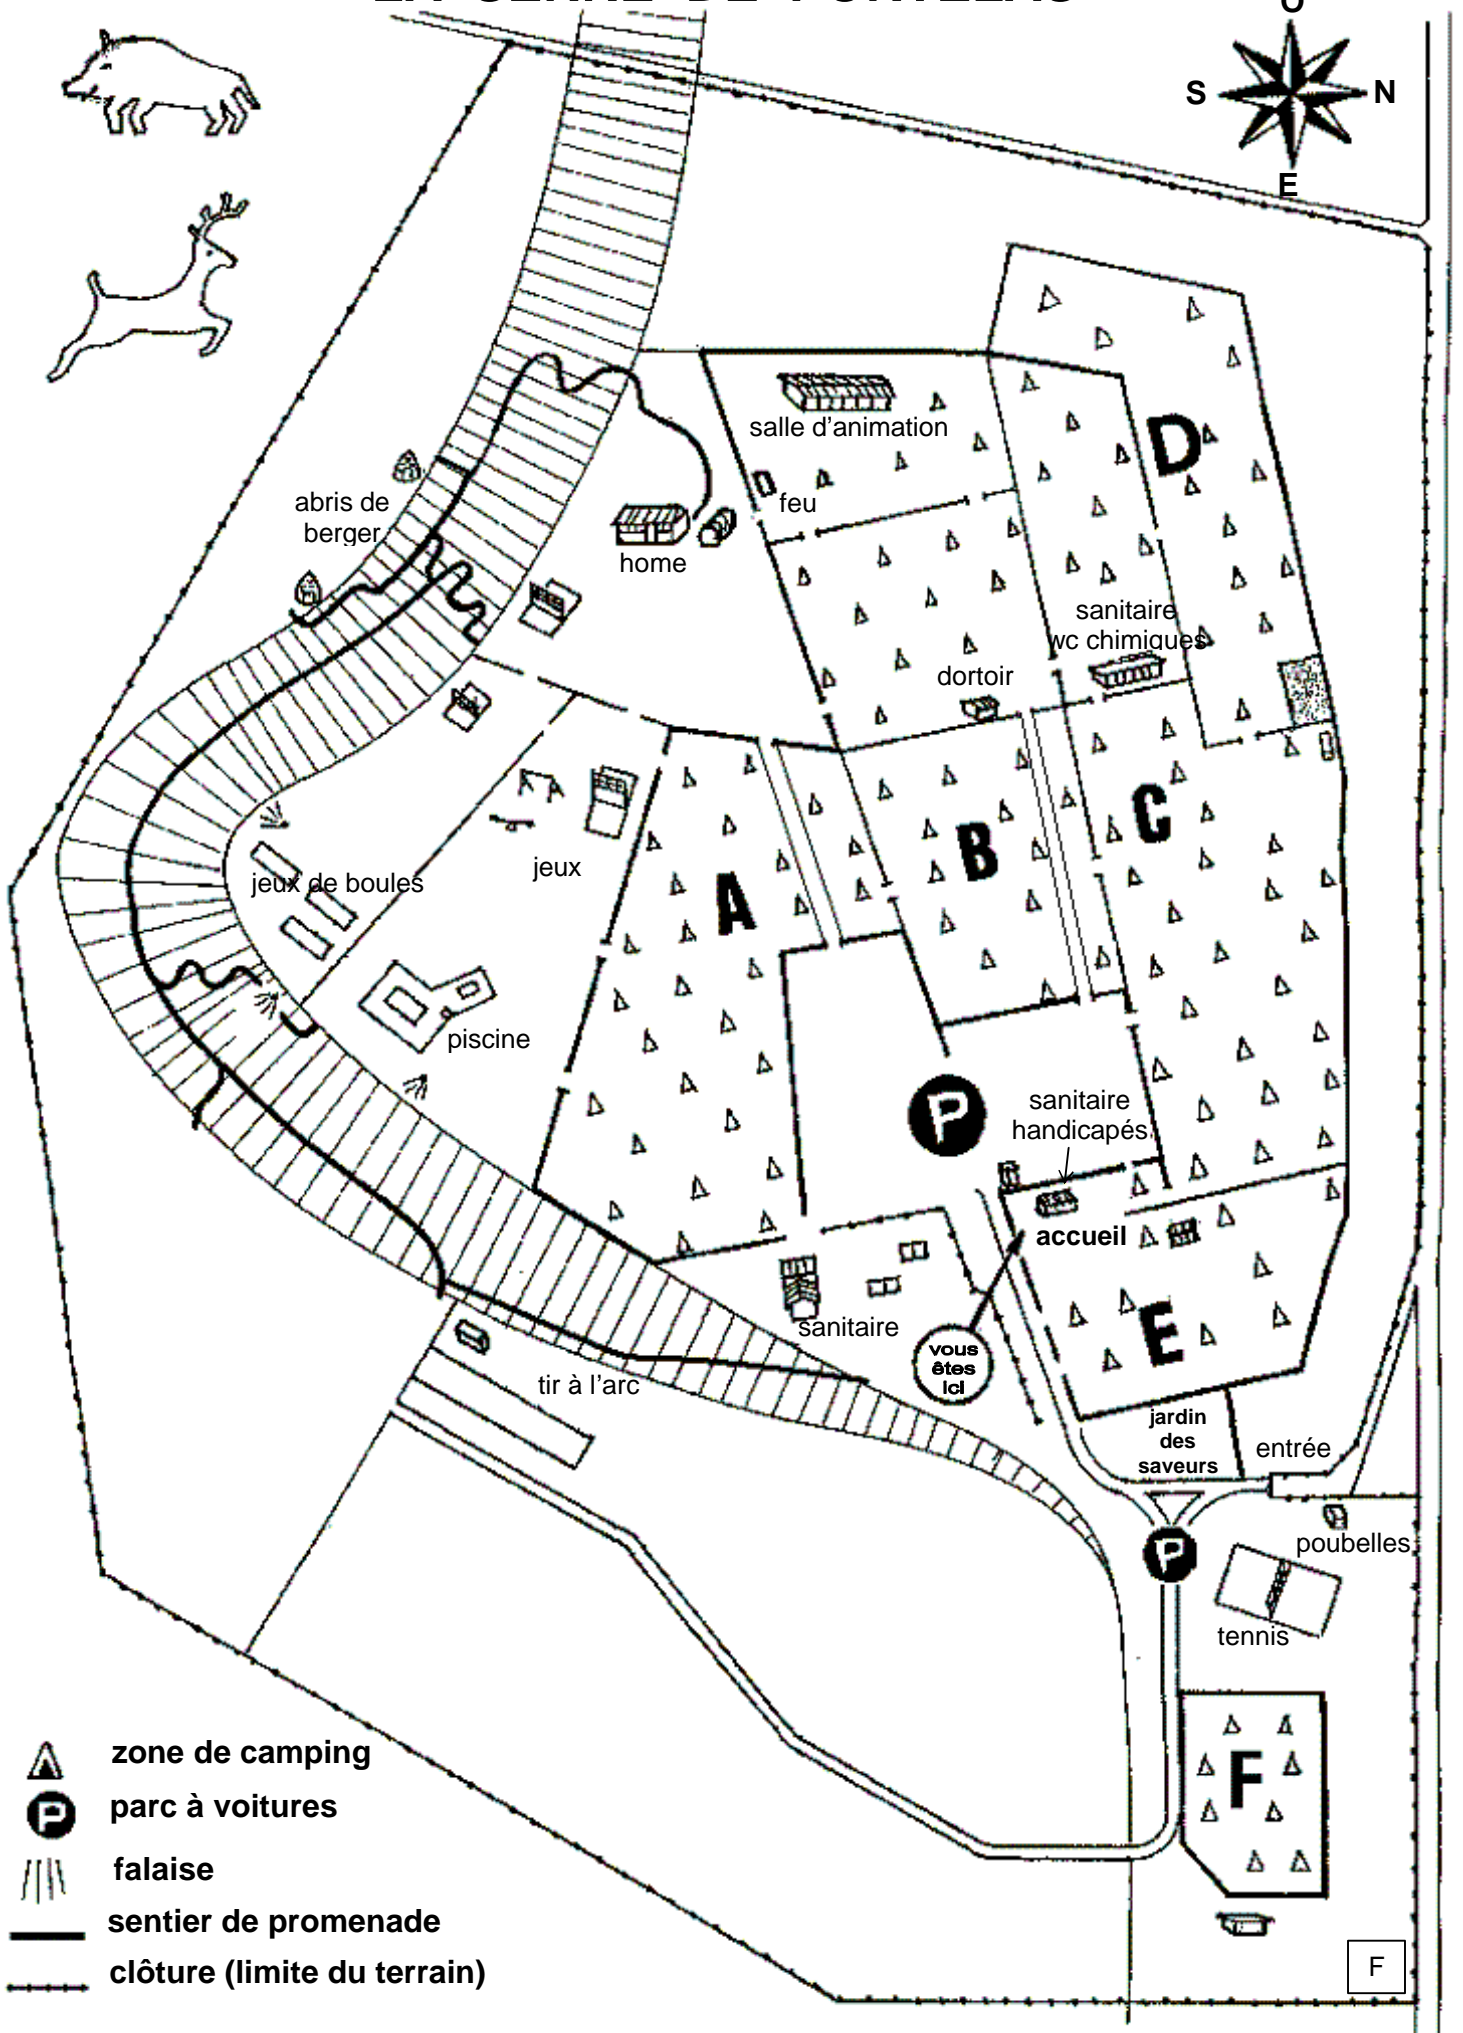 O
S
N
E
salle d'animation
D
abris de
berger
feu
home
sanitaire
wc chimiques
dortoir
C
B
jeux
jeux de boules
A
piscine
P
sanitaire
handicapés
accueil
sanitaire
vous
êtes
ici
E
tir à l'arc
jardin
des
saveurs
entrée
P
poubelles
tennis
F
zone de camping
P
parc à voitures
falaise
sentier de promenade
clôture (limite du terrain)
F